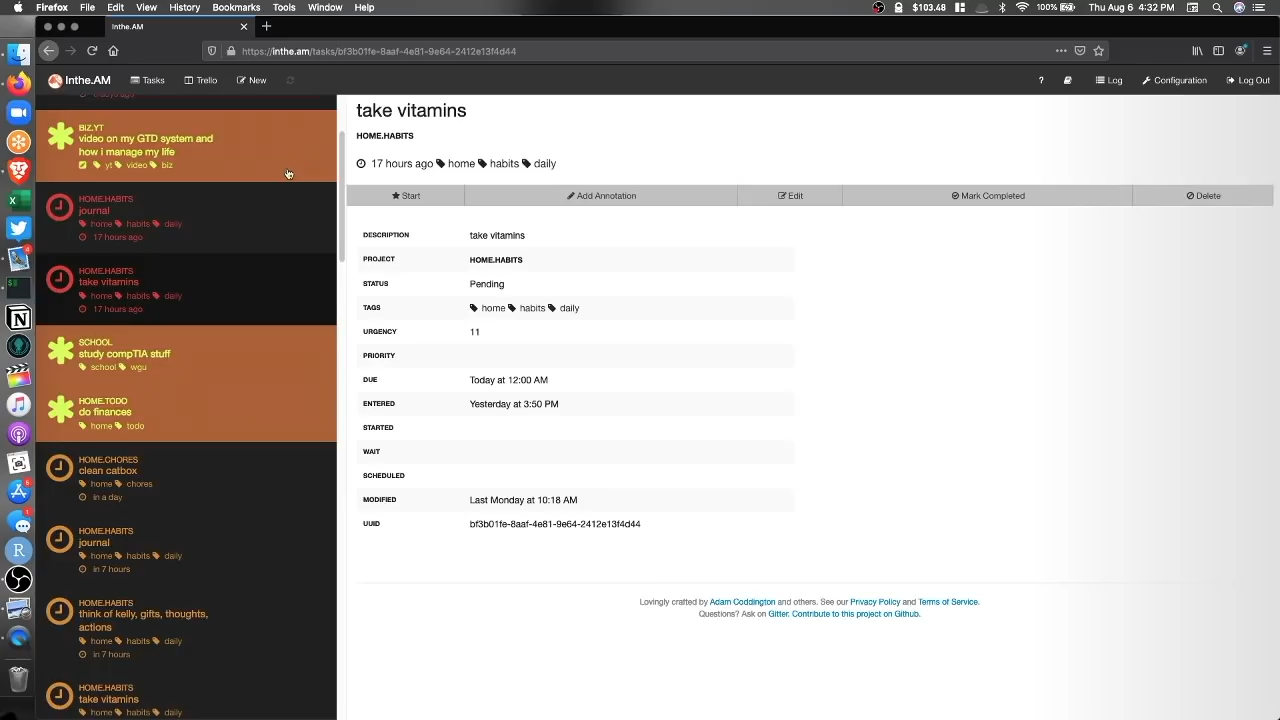 Firefox File Edit View History Bookmarks Tools Window Help
$103.48 100% Thu Aug 6 4:32 PM
Inthe.AM
https://inthe.am/tasks/bf3b01fe-8aaf-4e81-9e64-2412e13f4d44
Inthe.AM Tasks Trello New ? Log Configuration Log Out
BIZ.YT
video on my GTD system and
how i manage my life
yt video biz
HOME.HABITS
journal
home habits daily
17 hours ago
HOME.HABITS
take vitamins
home habits daily
17 hours ago
SCHOOL
study compTIA stuff
school wgu
HOME.TODO
do finances
home todo
HOME.CHORES
clean catbox
home chores
in a day
HOME.HABITS
journal
home habits daily
in 7 hours
HOME.HABITS
think of kelly, gifts, thoughts,
actions
home habits daily
in 7 hours
HOME.HABITS
take vitamins
home habits daily
take vitamins
HOME.HABITS
17 hours ago home habits daily
Start Add Annotation Edit Mark Completed Delete
DESCRIPTION take vitamins
PROJECT HOME.HABITS
STATUS Pending
TAGS home habits daily
URGENCY 11
PRIORITY
DUE Today at 12:00 AM
ENTERED Yesterday at 3:50 PM
STARTED
WAIT
SCHEDULED
MODIFIED Last Monday at 10:18 AM
UUID bf3b01fe-8aaf-4e81-9e64-2412e13f4d44
Lovingly crafted by Adam Coddington and others. See our Privacy Policy and Terms of Service.
Questions? Ask on Gitter. Contribute to this project on Github.